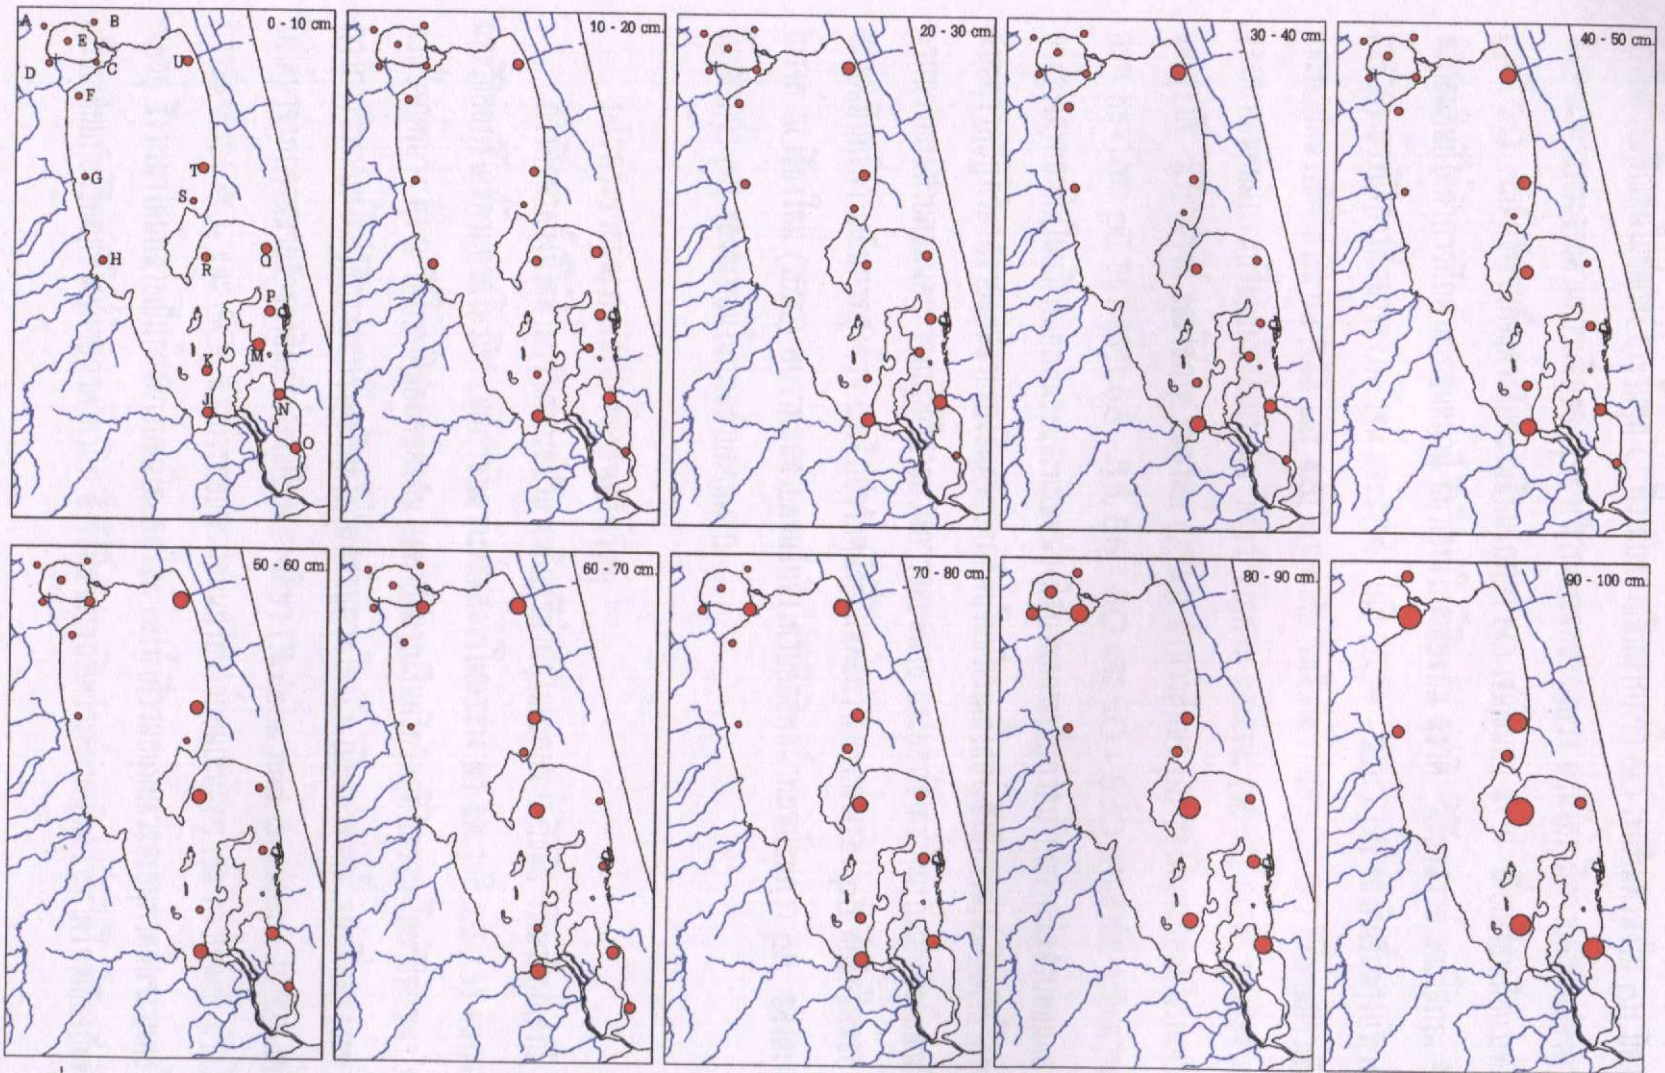 0 - 10 cm.
10 - 20 cm.
20 - 30 cm.
30 - 40 cm.
40 - 50 cm.
A
B
E
D
C
U
F
T
G
S
H
R
Q
P
M
K
J
N
O
50 - 60 cm.
60 - 70 cm.
70 - 80 cm.
80 - 90 cm.
90 - 100 cm.